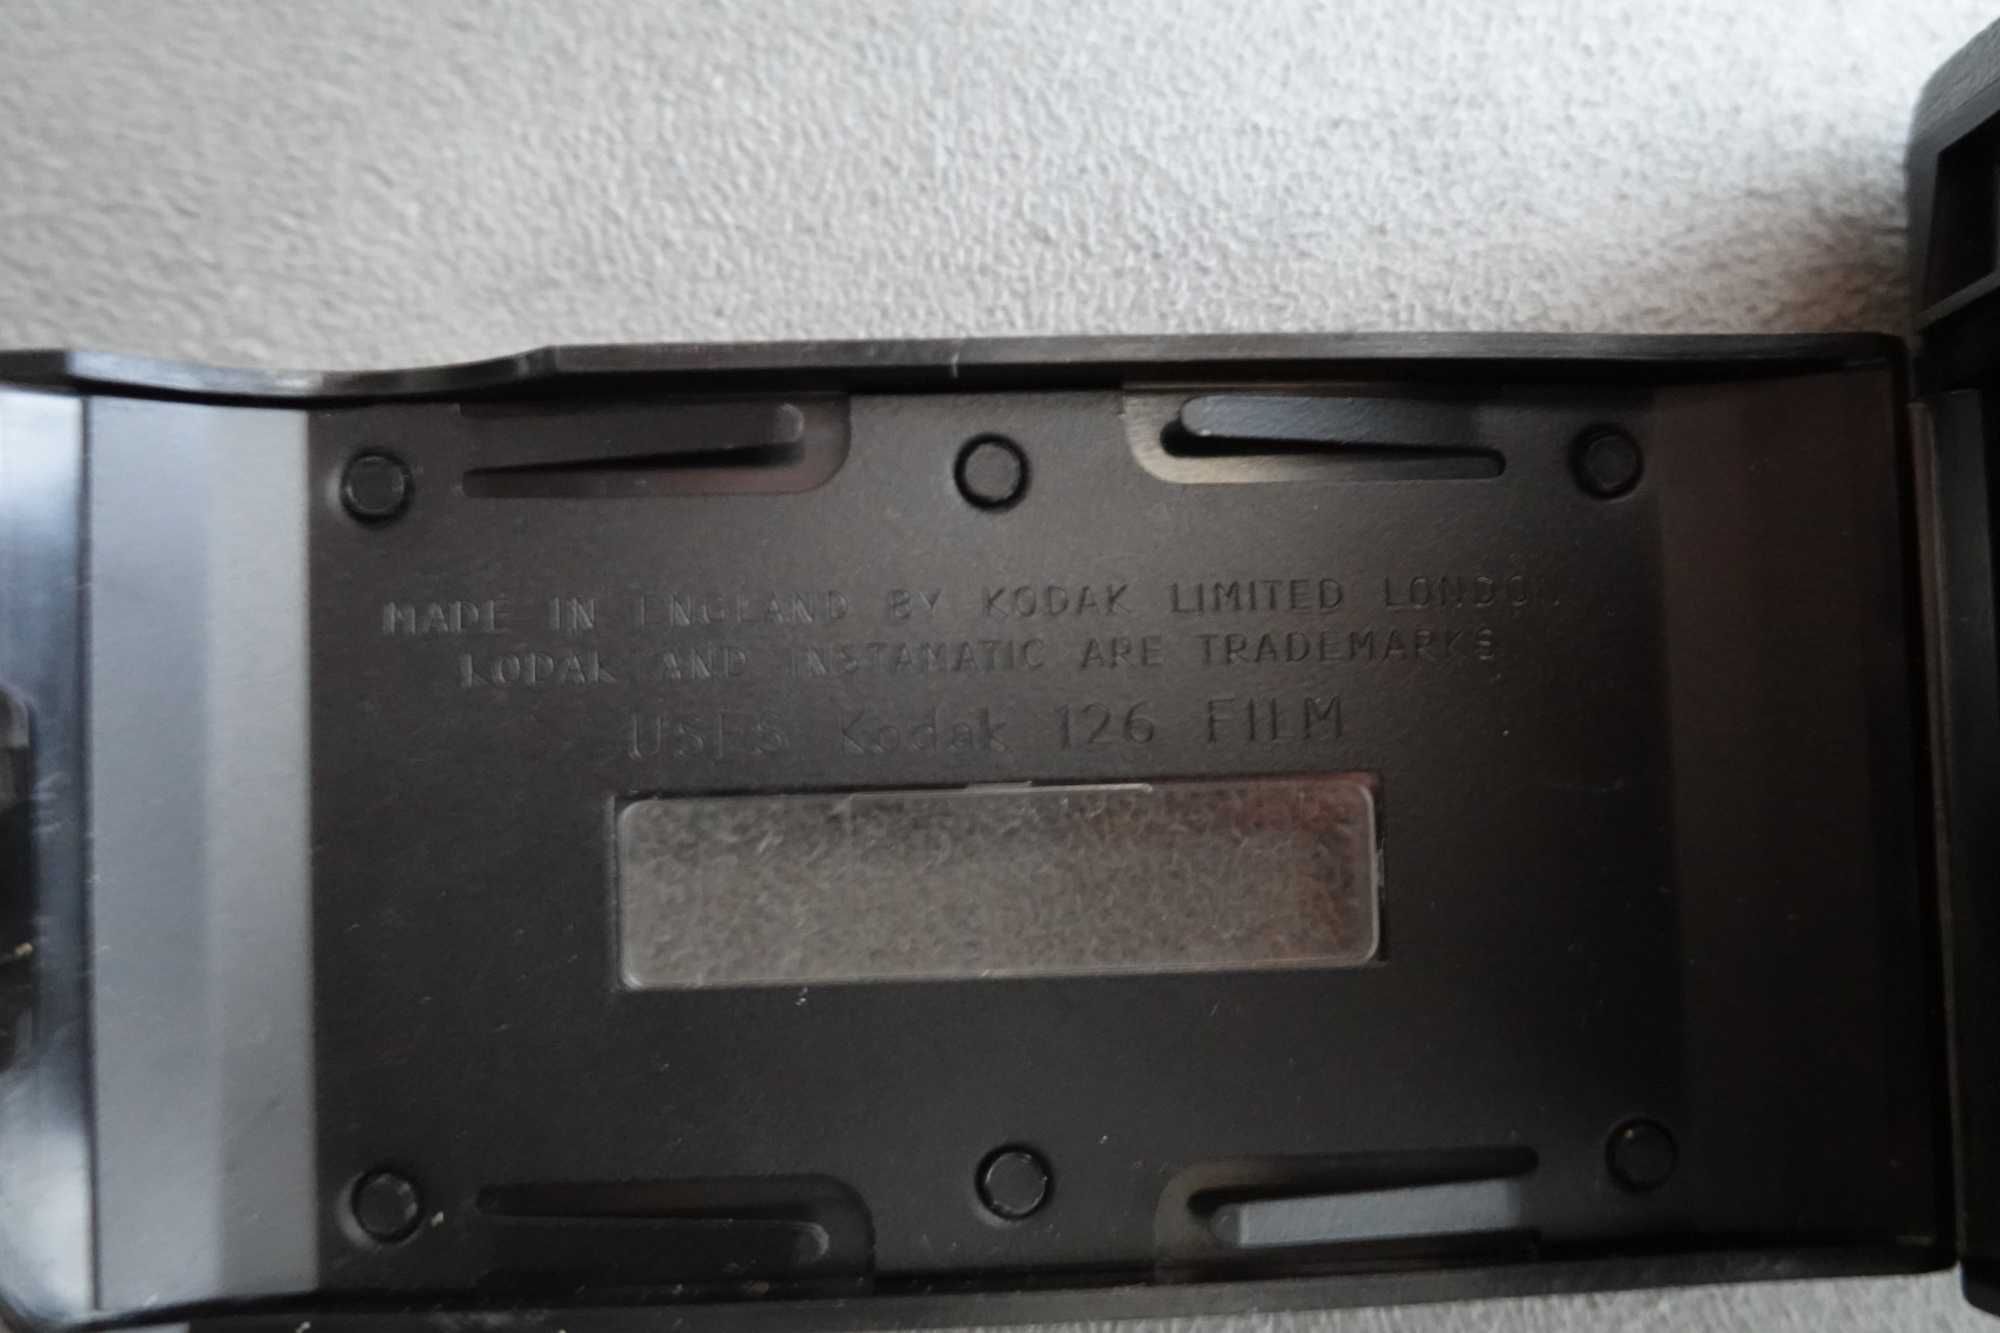 MADE IN ENGLAND BY KODAK LIMITED LONDON
KODAK AND INSTAMATIC ARE TRADEMARKS
USES Kodak 126 FILM